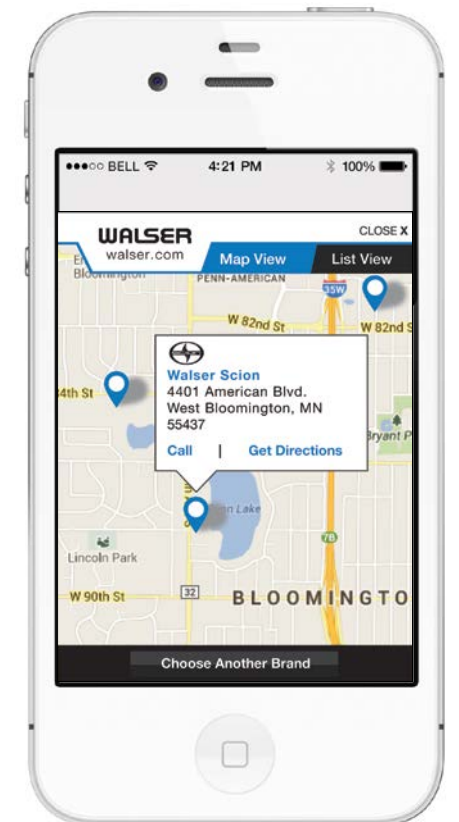 BELL
4:21 PM
100%
WALSER
walser.com
CLOSE X
Map View
List View
Bloomington
PENN-AMERICAN
35W
W 82nd St
W 82nd S
4th St
Walser Scion
4401 American Blvd.
West Bloomington, MN
55437
Call | Get Directions
Bryant P
Lake
Lincoln Park
78
W 90th St
32
BLOOMINGTO
Choose Another Brand